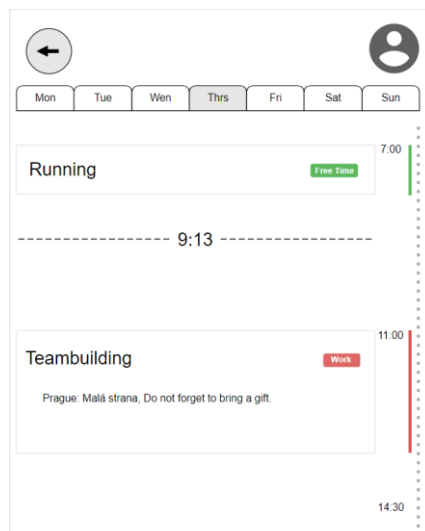 Mon Tue Wen Thrs Fri Sat Sun
7:00
Running Free Time
9:13
11:00
Teambuilding Work
Prague: Malá strana, Do not forget to bring a gift.
14:30